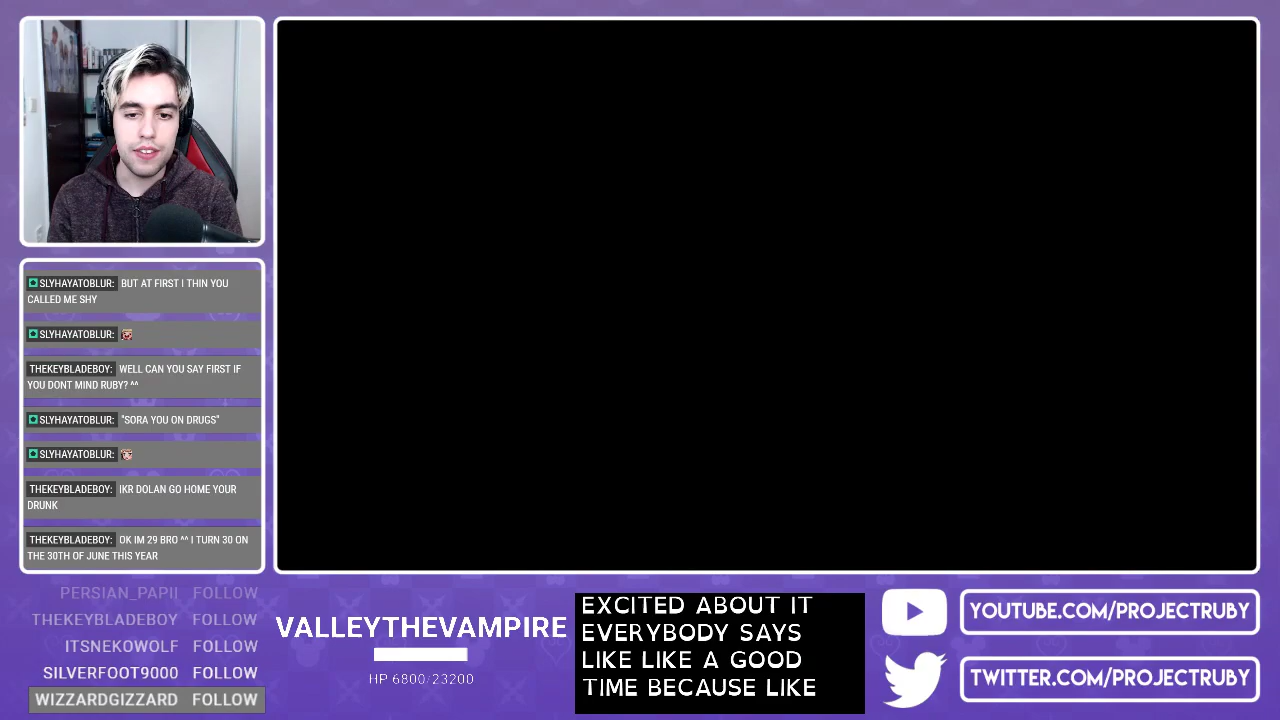 SLYHAYATOBLUR: BUT AT FIRST I THIN YOU
CALLED ME SHY
SLYHAYATOBLUR:
THEKEYBLADEBOY: WELL CAN YOU SAY FIRST IF
YOU DONT MIND RUBY? ^^
SLYHAYATOBLUR: "SORA YOU ON DRUGS"
SLYHAYATOBLUR:
THEKEYBLADEBOY: IKR DOLAN GO HOME YOUR
DRUNK
THEKEYBLADEBOY: OK IM 29 BRO ^^ I TURN 30 ON
THE 30TH OF JUNE THIS YEAR
PERSIAN_PAPII FOLLOW
THEKEYBLADEBOY FOLLOW
ITSNEKOWOLF FOLLOW
SILVERFOOT9000 FOLLOW
WIZZARDGIZZARD FOLLOW
VALLEYTHEVAMPIRE
HP 6800/23200
EXCITED ABOUT IT
EVERYBODY SAYS
LIKE LIKE A GOOD
TIME BECAUSE LIKE
YOUTUBE.COM/PROJECTRUBY
TWITTER.COM/PROJECTRUBY